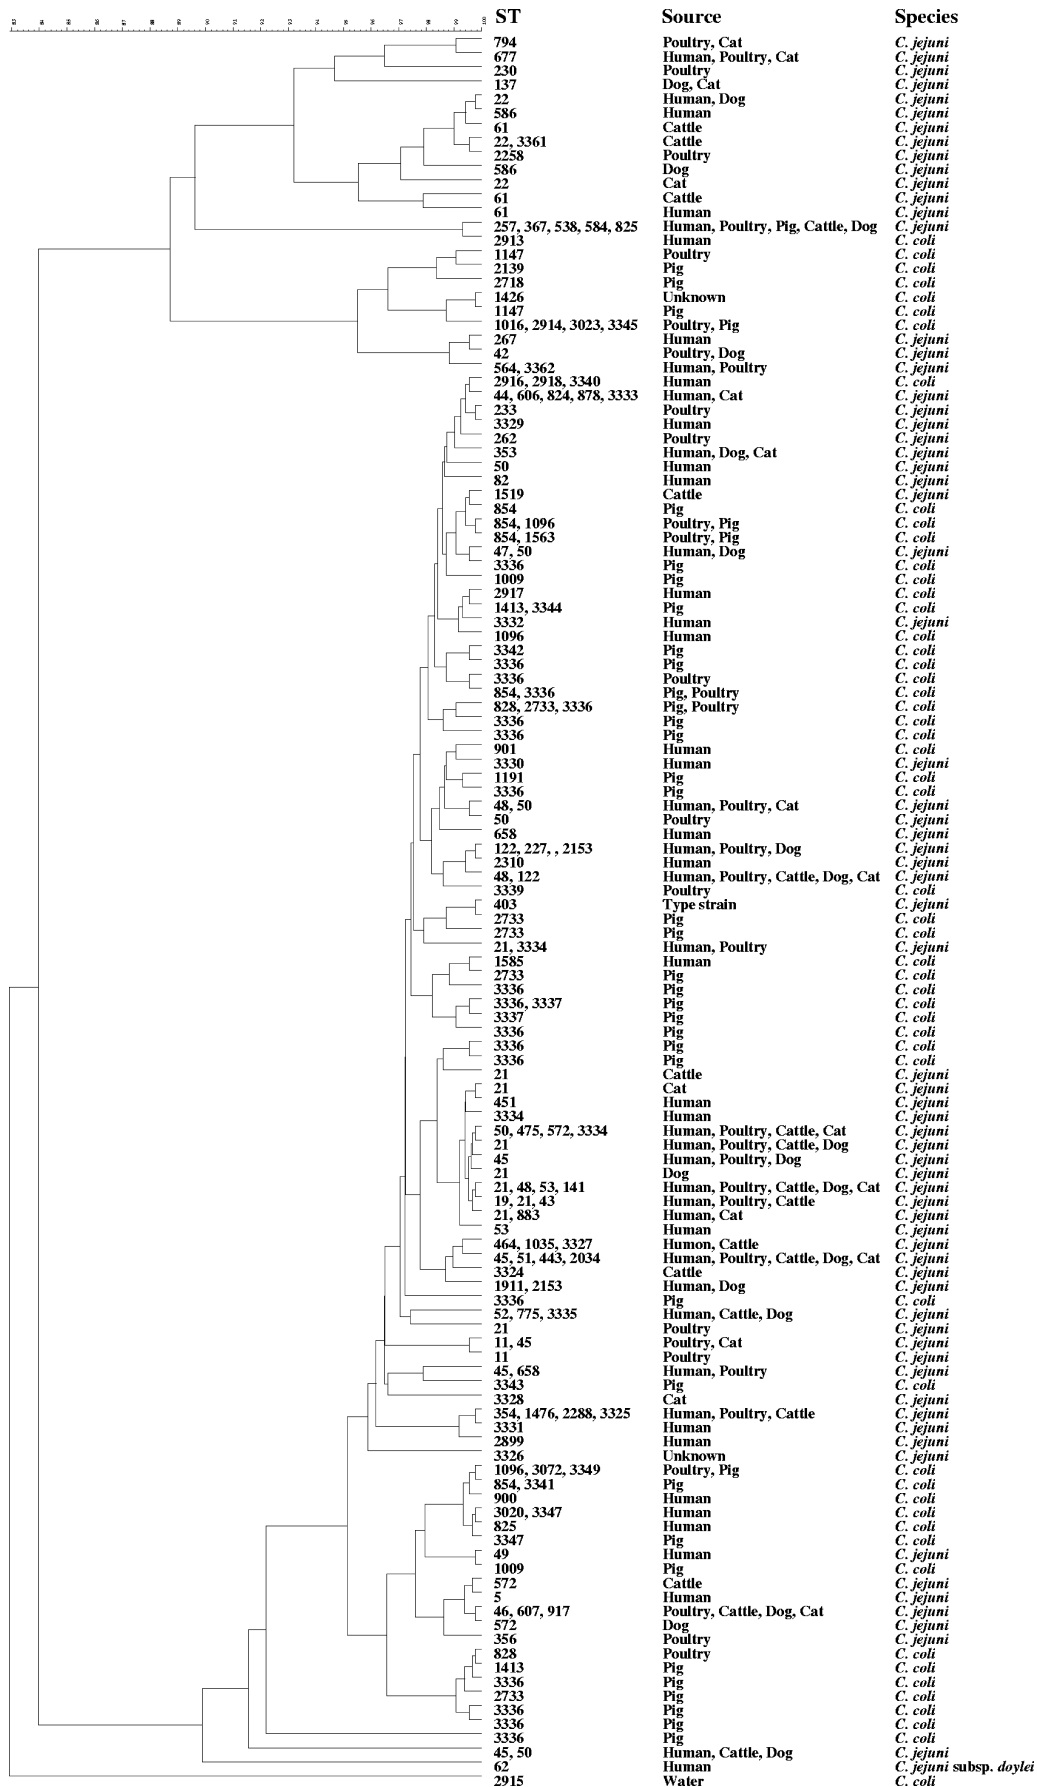 83 84 85 86 87 88 89 90 91 92 93 94 95 96 97 98 99 100 ST Source Species
794 Poultry, Cat C. jejuni
677 Human, Poultry, Cat C. jejuni
230 Poultry C. jejuni
137 Dog, Cat C. jejuni
22 Human, Dog C. jejuni
586 Human C. jejuni
61 Cattle C. jejuni
22, 3361 Cattle C. jejuni
2258 Poultry C. jejuni
586 Dog C. jejuni
22 Cat C. jejuni
61 Cattle C. jejuni
61 Human C. jejuni
257, 367, 538, 584, 825 Human, Poultry, Pig, Cattle, Dog C. jejuni
2913 Human C. coli
1147 Poultry C. coli
2139 Pig C. coli
2718 Pig C. coli
1426 Unknown C. coli
1147 Pig C. coli
1016, 2914, 3023, 3345 Poultry, Pig C. coli
267 Human C. jejuni
42 Poultry, Dog C. jejuni
564, 3362 Human, Poultry C. jejuni
2916, 2918, 3340 Human C. coli
44, 606, 824, 878, 3333 Human, Cat C. jejuni
233 Poultry C. jejuni
3329 Human C. jejuni
262 Poultry C. jejuni
353 Human, Dog, Cat C. jejuni
50 Human C. jejuni
82 Human C. jejuni
1519 Cattle C. jejuni
854 Pig C. coli
854, 1096 Poultry, Pig C. coli
854, 1563 Poultry, Pig C. coli
47, 50 Human, Dog C. jejuni
3336 Pig C. coli
1009 Pig C. coli
2917 Human C. coli
1413, 3344 Pig C. coli
3332 Human C. jejuni
1096 Human C. coli
3342 Pig C. coli
3336 Pig C. coli
3336 Poultry C. coli
854, 3336 Pig, Poultry C. coli
828, 2733, 3336 Pig, Poultry C. coli
3336 Pig C. coli
3336 Pig C. coli
901 Human C. coli
3330 Human C. jejuni
1191 Pig C. coli
3336 Pig C. coli
48, 50 Human, Poultry, Cat C. jejuni
50 Poultry C. jejuni
658 Human C. jejuni
122, 227, , 2153 Human, Poultry, Dog C. jejuni
2310 Human C. jejuni
48, 122 Human, Poultry, Cattle, Dog, Cat C. jejuni
3339 Poultry C. coli
403 Type strain C. jejuni
2733 Pig C. coli
2733 Pig C. coli
21, 3334 Human, Poultry C. jejuni
1585 Human C. coli
2733 Pig C. coli
3336 Pig C. coli
3336, 3337 Pig C. coli
3337 Pig C. coli
3336 Pig C. coli
3336 Pig C. coli
3336 Pig C. coli
21 Cattle C. jejuni
21 Cat C. jejuni
451 Human C. jejuni
3334 Human C. jejuni
50, 475, 572, 3334 Human, Poultry, Cattle, Cat C. jejuni
21 Human, Poultry, Cattle, Dog C. jejuni
45 Human, Poultry, Dog C. jejuni
21 Dog C. jejuni
21, 48, 53, 141 Human, Poultry, Cattle, Dog, Cat C. jejuni
19, 21, 43 Human, Poultry, Cattle C. jejuni
21, 883 Human, Cat C. jejuni
53 Human C. jejuni
464, 1035, 3327 Humon, Cattle C. jejuni
45, 51, 443, 2034 Human, Poultry, Cattle, Dog, Cat C. jejuni
3324 Cattle C. jejuni
1911, 2153 Human, Dog C. jejuni
3336 Pig C. coli
52, 775, 3335 Human, Cattle, Dog C. jejuni
21 Poultry C. jejuni
11, 45 Poultry, Cat C. jejuni
11 Poultry C. jejuni
45, 658 Human, Poultry C. jejuni
3343 Pig C. coli
3328 Cat C. jejuni
354, 1476, 2288, 3325 Human, Poultry, Cattle C. jejuni
3331 Human C. jejuni
2899 Human C. jejuni
3326 Unknown C. jejuni
1096, 3072, 3349 Poultry, Pig C. coli
854, 3341 Pig C. coli
900 Human C. coli
3020, 3347 Human C. coli
825 Human C. coli
3347 Pig C. coli
49 Human C. jejuni
1009 Pig C. coli
572 Cattle C. jejuni
5 Human C. jejuni
46, 607, 917 Poultry, Cattle, Dog, Cat C. jejuni
572 Dog C. jejuni
356 Poultry C. jejuni
828 Poultry C. coli
1413 Pig C. coli
3336 Pig C. coli
2733 Pig C. coli
3336 Pig C. coli
3336 Pig C. coli
3336 Pig C. coli
45, 50 Human, Cattle, Dog C. jejuni
62 Human C. jejuni subsp. doylei
2915 Water C. coli